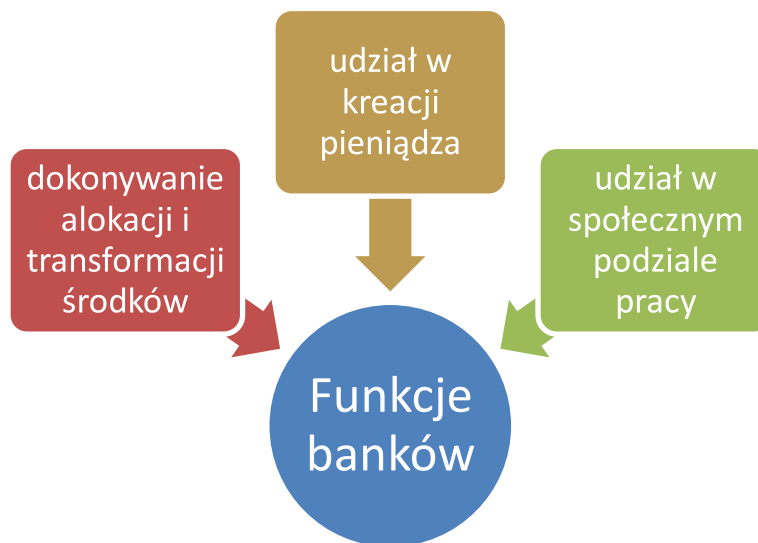 udział w
kreacji
pieniądza
dokonywanie
alokacji i
transformacji
środków
udział w
społecznym
podziale
pracy
Funkcje
banków